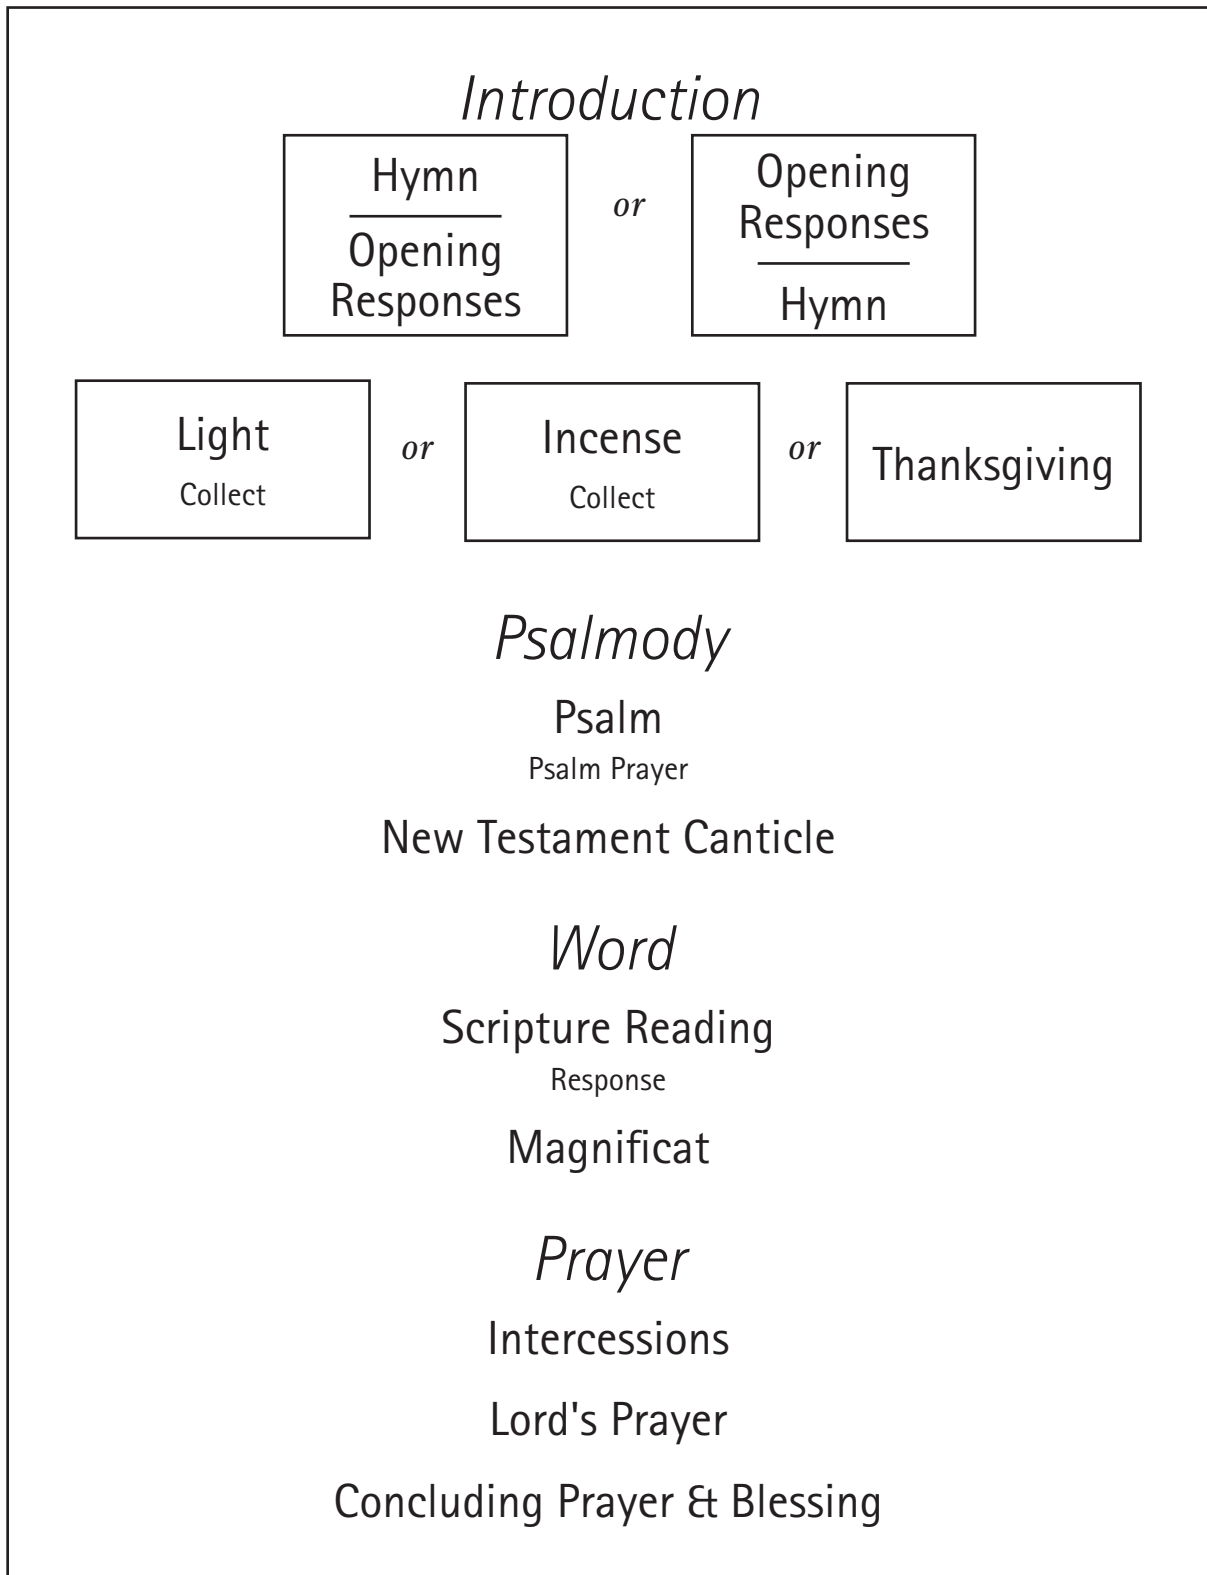 Introduction
Hymn
Opening
Responses
or
Opening
Responses
Hymn
Light
Collect
or
Incense
Collect
or
Thanksgiving
Psalmody
Psalm
Psalm Prayer
New Testament Canticle
Word
Scripture Reading
Response
Magnificat
Prayer
Intercessions
Lord's Prayer
Concluding Prayer & Blessing